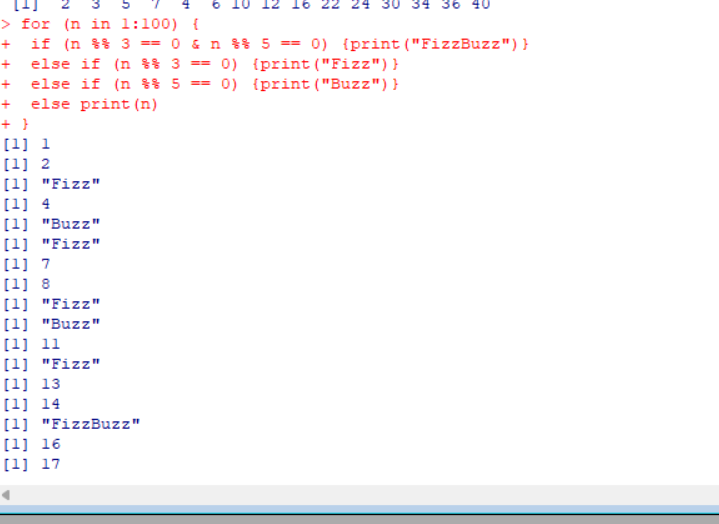 [1] 2 3 5 7 4 6 10 12 16 22 24 30 34 36 40
> for (n in 1:100) {
+ if (n %% 3 == 0 & n %% 5 == 0) {print("FizzBuzz")}
+ else if (n %% 3 == 0) {print("Fizz")}
+ else if (n %% 5 == 0) {print("Buzz")}
+ else print(n)
+ }
[1] 1
[1] 2
[1] "Fizz"
[1] 4
[1] "Buzz"
[1] "Fizz"
[1] 7
[1] 8
[1] "Fizz"
[1] "Buzz"
[1] 11
[1] "Fizz"
[1] 13
[1] 14
[1] "FizzBuzz"
[1] 16
[1] 17